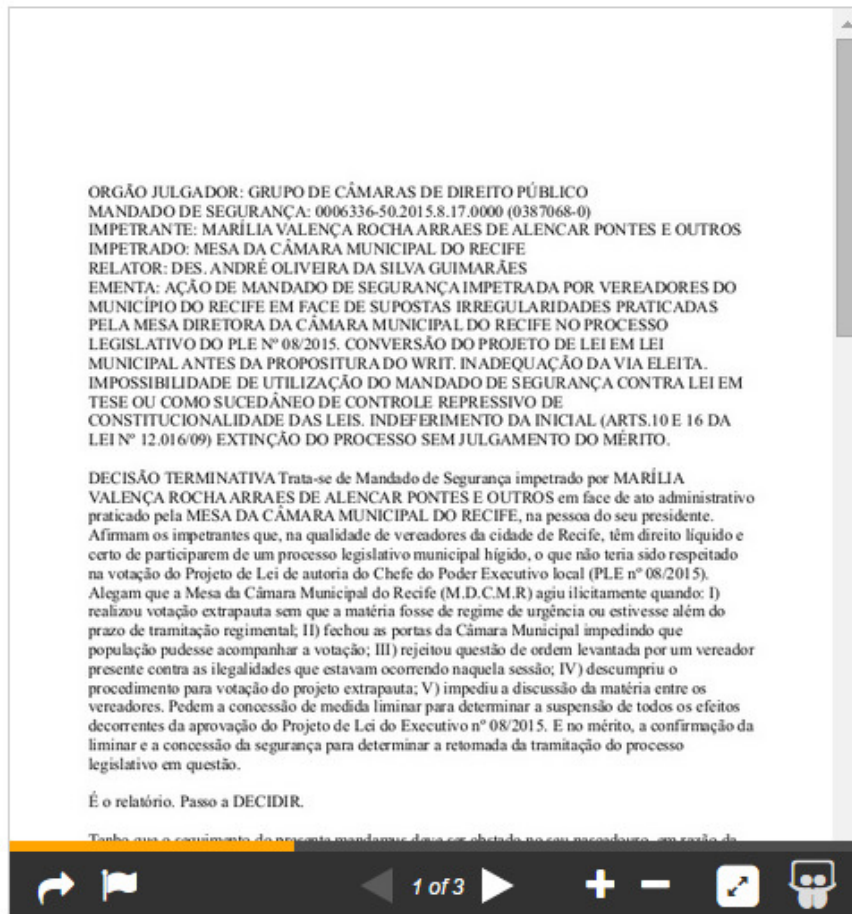 ORGÃO JULGADOR: GRUPO DE CÂMARAS DE DIREITO PÚBLICO
MANDADO DE SEGURANÇA: 0006336-50.2015.8.17.0000 (0387068-0)
IMPETRANTE: MARÍLIA VALENÇA ROCHA ARRAES DE ALENCAR PONTES E OUTROS
IMPETRADO: MESA DA CÂMARA MUNICIPAL DO RECIFE
RELATOR: DES. ANDRÉ OLIVEIRA DA SILVA GUIMARÃES
EMENTA: AÇÃO DE MANDADO DE SEGURANÇA IMPETRADA POR VEREADORES DO
MUNICÍPIO DO RECIFE EM FACE DE SUPOSTAS IRREGULARIDADES PRATICADAS
PELA MESA DIRETORA DA CÂMARA MUNICIPAL DO RECIFE NO PROCESSO
LEGISLATIVO DO PLE Nº 08/2015. CONVERSÃO DO PROJETO DE LEI EM LEI
MUNICIPAL ANTES DA PROPOSITURA DO WRIT. INADEQUAÇÃO DA VIA ELEITA.
IMPOSSIBILIDADE DE UTILIZAÇÃO DO MANDADO DE SEGURANÇA CONTRA LEI EM
TESE OU COMO SUCEDÂNEO DE CONTROLE REPRESSIVO DE
CONSTITUCIONALIDADE DAS LEIS. INDEFERIMENTO DA INICIAL (ARTS.10 E 16 DA
LEI Nº 12.016/09) EXTINÇÃO DO PROCESSO SEM JULGAMENTO DO MÉRITO.
DECISÃO TERMINATIVA Trata-se de Mandado de Segurança impetrado por MARÍLIA
VALENÇA ROCHA ARRAES DE ALENCAR PONTES E OUTROS em face de ato administrativo
praticado pela MESA DA CÂMARA MUNICIPAL DO RECIFE, na pessoa do seu presidente.
Afirmam os impetrantes que, na qualidade de vereadores da cidade de Recife, têm direito líquido e
certo de participarem de um processo legislativo municipal hígido, o que não teria sido respeitado
na votação do Projeto de Lei de autoria do Chefe do Poder Executivo local (PLE nº 08/2015).
Alegam que a Mesa da Câmara Municipal do Recife (M.D.C.M.R) agiu ilicitamente quando: I)
realizou votação extrapauta sem que a matéria fosse de regime de urgência ou estivesse além do
prazo de tramitação regimental; II) fechou as portas da Câmara Municipal impedindo que
população pudesse acompanhar a votação; III) rejeitou questão de ordem levantada por um vereador
presente contra as ilegalidades que estavam ocorrendo naquela sessão; IV) descumpriu o
procedimento para votação do projeto extrapauta; V) impediu a discussão da matéria entre os
vereadores. Pedem a concessão de medida liminar para determinar a suspensão de todos os efeitos
decorrentes da aprovação do Projeto de Lei do Executivo nº 08/2015. E no mérito, a confirmação da
liminar e a concessão da segurança para determinar a retomada da tramitação do processo
legislativo em questão.
É o relatório. Passo a DECIDIR.
Tenho que o seguimento do presente mandamus deve ser obstado no seu nascedouro, em razão da
1 of 3